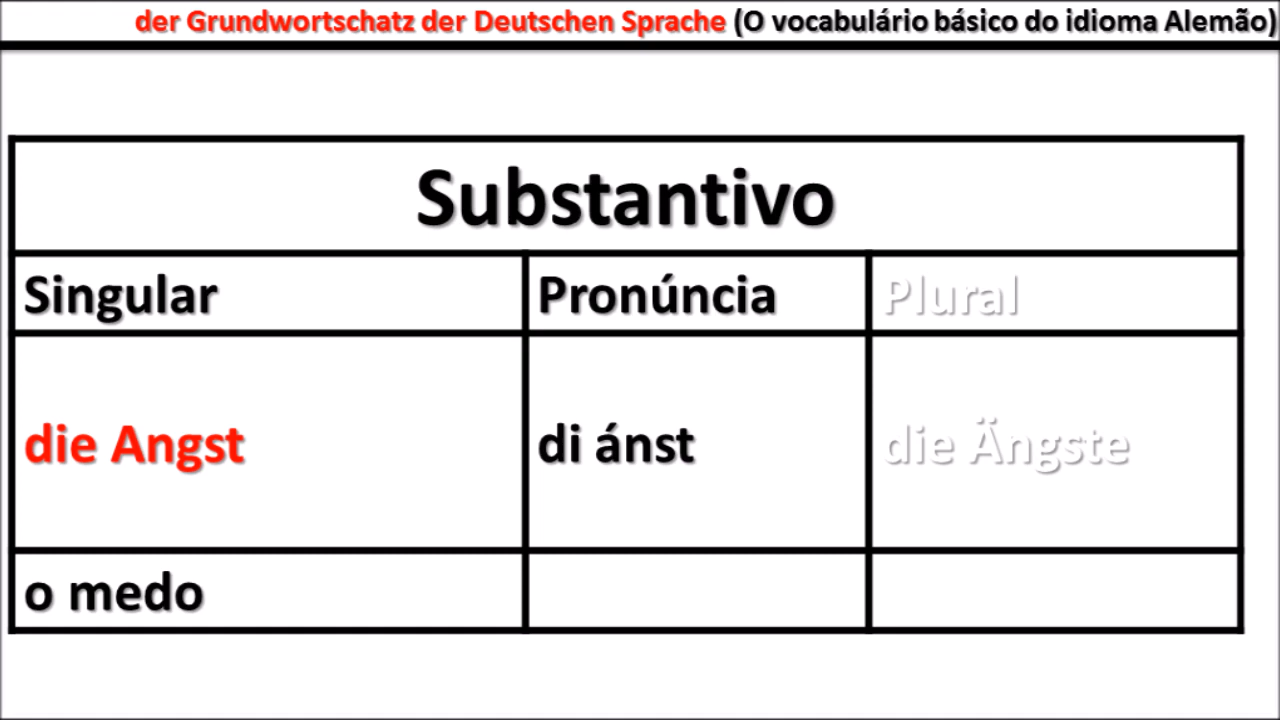 der Grundwortschatz der Deutschen Sprache (O vocabulário básico do idioma Alemão)
Substantivo
Singular Pronúncia Plural
die Angst di ánst die Ängste
o medo